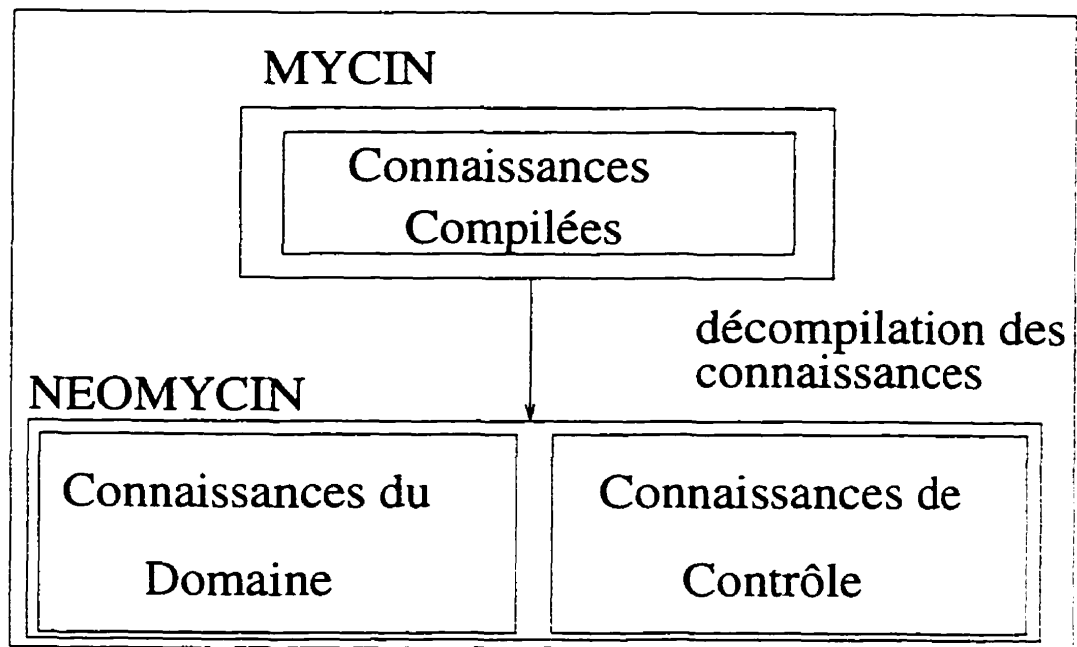 MYCIN
Connaissances
Compilées
décompilation des
connaissances
NEOMYCIN
Connaissances du
Domaine
Connaissances de
Contrôle